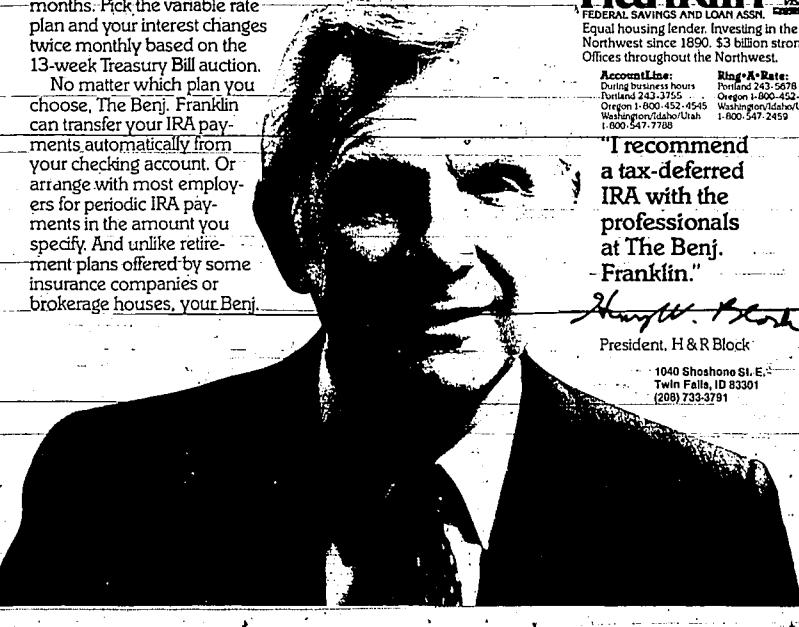 months. Pick the variable rate
plan and your interest changes
twice monthly based on the
13-week Treasury Bill auction.
No matter which plan you
choose, The Benj. Franklin
can transfer your IRA pay-
ments automatically from
your checking account. Or
arrange with most employ-
ers for periodic IRA pay-
ments in the amount you
specify. And unlike retire-
ment plans offered by some
insurance companies or
brokerage houses, your Benj.
FEDERAL SAVINGS AND LOAN ASSN.
Equal housing lender. Investing in the
Northwest since 1890. $3 billion stron
Offices throughout the Northwest.
AccountLine:
During business hours
Portland 243-3755
Oregon 1-800-452-4545
Washington/Idaho/Utah
1-800-547-7788
Ring•A•Rate:
Portland 243-5678
Oregon 1-800-452-
Washington/Idaho/U
1-800-547-2459
"I recommend
a tax-deferred
IRA with the
professionals
at The Benj.
Franklin."
Henry W. Block
President, H & R Block
1040 Shoshone St. E.
Twin Falls, ID 83301
(208) 733-3791